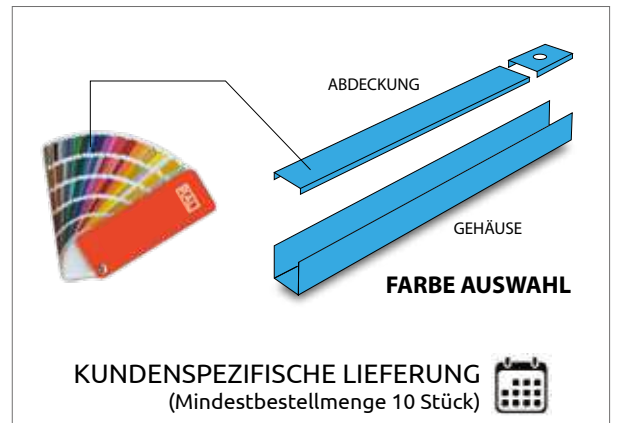 ABDECKUNG
GEHÄUSE
FARBE AUSWAHL
KUNDENSPEZIFISCHE LIEFERUNG
(Mindestbestellmenge 10 Stück)